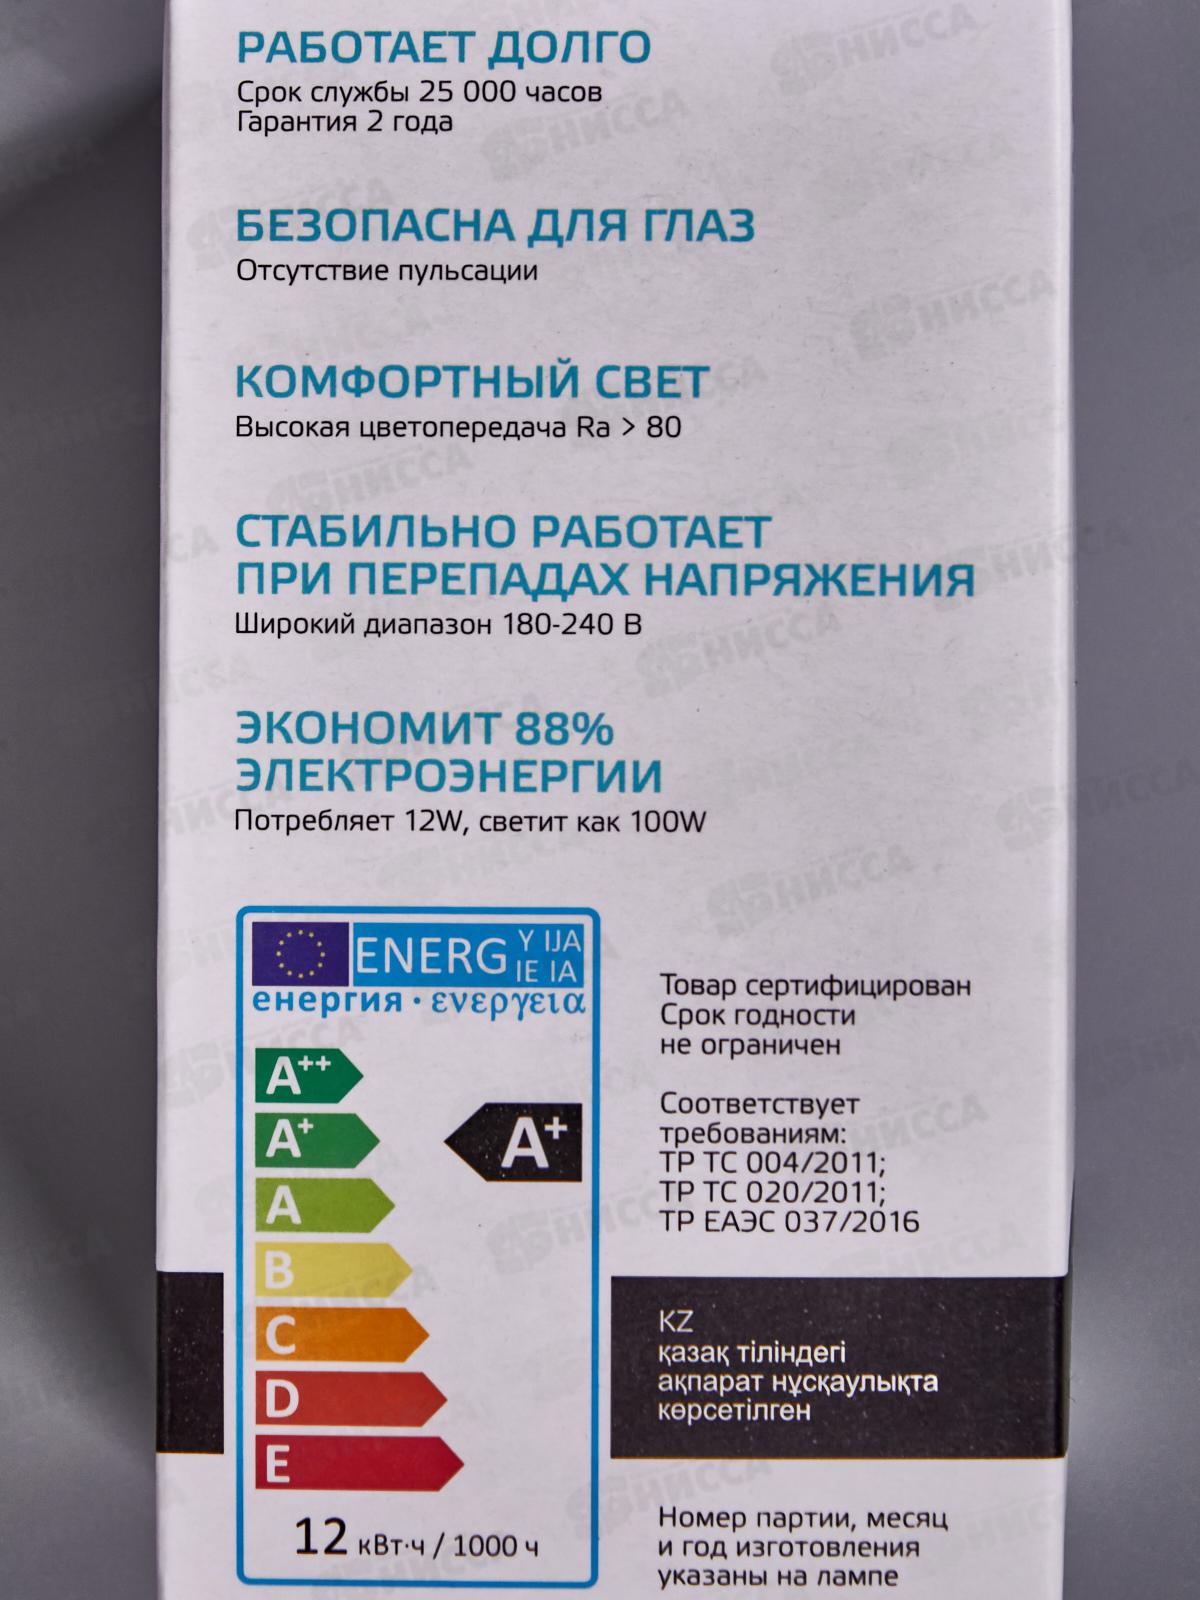 РАБОТАЕТ ДОЛГО
Срок службы 25 000 часов
Гарантия 2 года
БЕЗОПАСНА ДЛЯ ГЛАЗ
Отсутствие пульсации
КОМФОРТНЫЙ СВЕТ
Высокая цветопередача Ra > 80
СТАБИЛЬНО РАБОТАЕТ
ПРИ ПЕРЕПАДАХ НАПРЯЖЕНИЯ
Широкий диапазон 180-240 В
ЭКОНОМИТ 88%
ЭЛЕКТРОЭНЕРГИИ
Потребляет 12W, светит как 100W
ENERG Y IJA
IE IA
енергия · ενεργεια
A++
A+
A+
A
B
C
D
E
12 кВт·ч / 1000 ч
Товар сертифицирован
Срок годности
не ограничен
Соответствует
требованиям:
ТР ТС 004/2011;
ТР ТС 020/2011;
ТР ЕАЭС 037/2016
KZ
қазақ тіліндегі
ақпарат нұсқаулықта
көрсетілген
Номер партии, месяц
и год изготовления
указаны на лампе
НИССА